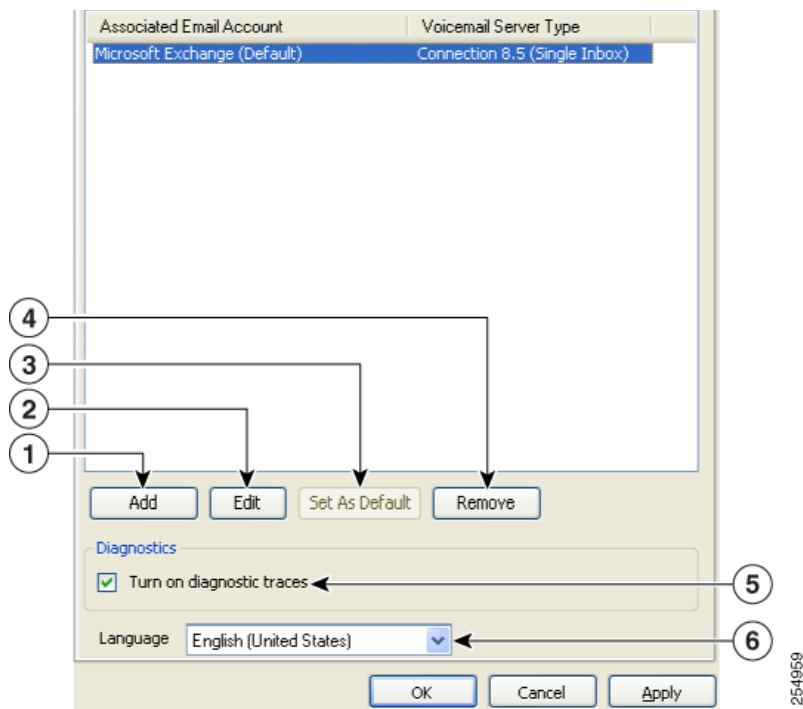 Associated Email Account Voicemail Server Type
Microsoft Exchange (Default) Connection 8.5 (Single Inbox)
4
3
2
1
Add Edit Set As Default Remove
Diagnostics
Turn on diagnostic traces 5
Language English (United States) 6
OK Cancel Apply
254959